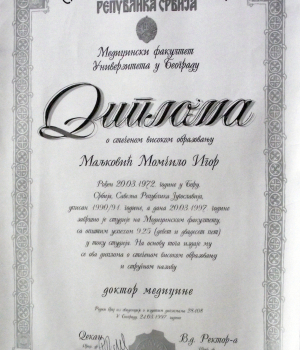 РЕПУБЛИКА СРБИЈА
Медицински факултет
Универзитета у Београду
Диплома
о стеченом високом образовању
Маљковић Момчило Игор
Рођен 20.03 1972. године у Бору,
Србија, Савезна Република Југославија,
уписан 1990/91. године, а дана 20.03 1997. године
завршио је студије на Медицинском факултету
са општим успехом 9.25 (девет и двадесет пет)
у току студија. На основу тога издаје му
се ова диплома о стеченом високом образовању
и стручном називу
доктор медицине
У Београду
Декан
В.д. Ректор-а